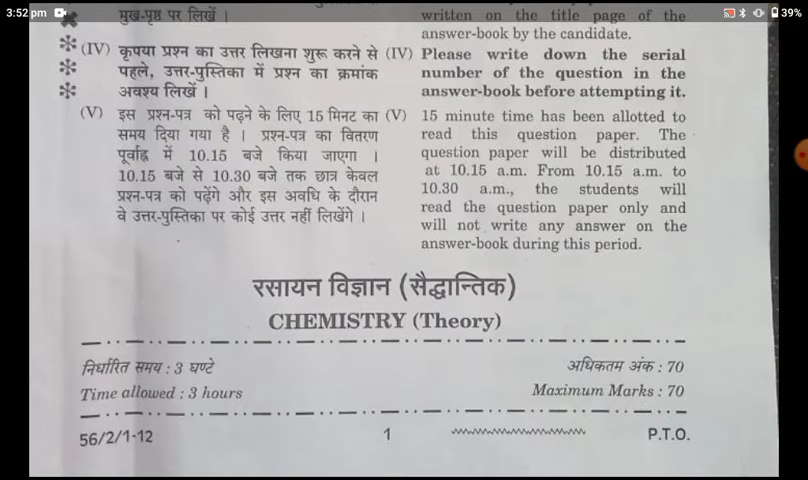 3:52 pm
39%
मुख-पृष्ठ पर लिखें ।
written on the title page of the
answer-book by the candidate.
(IV) कृपया प्रश्न का उत्तर लिखना शुरू करने से
पहले, उत्तर-पुस्तिका में प्रश्न का क्रमांक
अवश्य लिखें ।
(IV) Please write down the serial
number of the question in the
answer-book before attempting it.
(V) इस प्रश्न-पत्र को पढ़ने के लिए 15 मिनट का
समय दिया गया है । प्रश्न-पत्र का वितरण
पूर्वाह्न में 10.15 बजे किया जाएगा ।
10.15 बजे से 10.30 बजे तक छात्र केवल
प्रश्न-पत्र को पढ़ेंगे और इस अवधि के दौरान
वे उत्तर-पुस्तिका पर कोई उत्तर नहीं लिखेंगे ।
(V) 15 minute time has been allotted to
read this question paper. The
question paper will be distributed
at 10.15 a.m. From 10.15 a.m. to
10.30 a.m., the students will
read the question paper only and
will not write any answer on the
answer-book during this period.
रसायन विज्ञान (सैद्धान्तिक)
CHEMISTRY (Theory)
निर्धारित समय : 3 घण्टे
अधिकतम अंक : 70
Time allowed : 3 hours
Maximum Marks : 70
56/2/1-12
1
P.T.O.